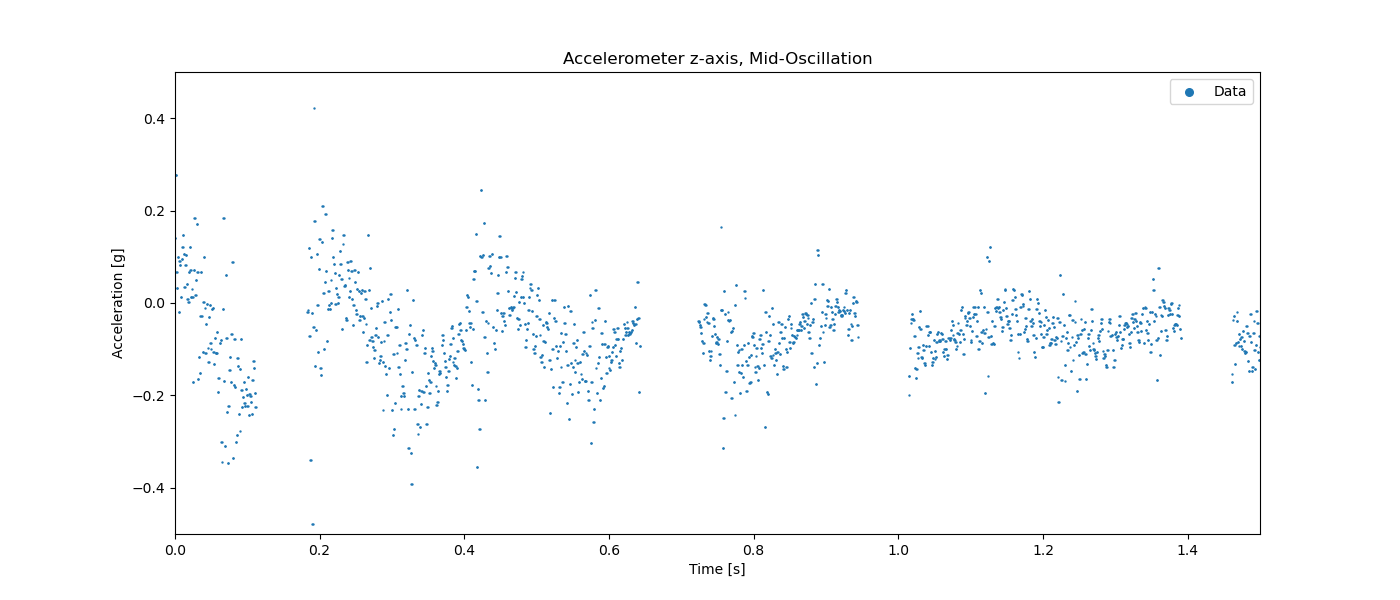 Accelerometer z-axis, Mid-Oscillation
Data
Acceleration [g]
0.4
0.2
0.0
−0.2
−0.4
0.0 0.2 0.4 0.6 0.8 1.0 1.2 1.4
Time [s]